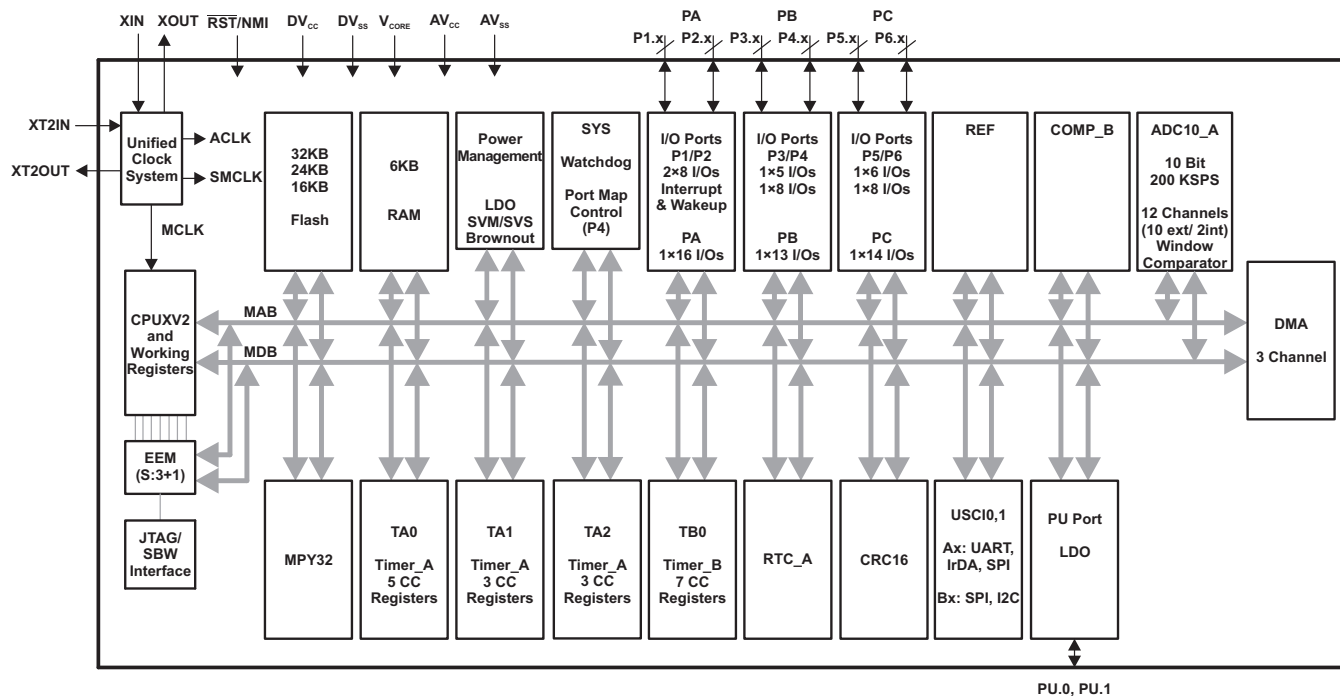 XIN XOUT RST/NMI DVCC DVSS VCORE AVCC AVSS
PA PB PC
P1.x P2.x P3.x P4.x P5.x P6.x
XT2IN
XT2OUT
Unified
Clock
System
ACLK
SMCLK
MCLK
32KB
24KB
16KB
Flash
6KB
RAM
Power
Management
LDO
SVM/SVS
Brownout
SYS
Watchdog
Port Map
Control
(P4)
I/O Ports
P1/P2
2×8 I/Os
Interrupt
& Wakeup
PA
1×16 I/Os
I/O Ports
P3/P4
1×5 I/Os
1×8 I/Os
PB
1×13 I/Os
I/O Ports
P5/P6
1×6 I/Os
1×8 I/Os
PC
1×14 I/Os
REF
COMP_B
ADC10_A
10 Bit
200 KSPS
12 Channels
(10 ext/ 2int)
Window
Comparator
CPUXV2
and
Working
Registers
MAB
MDB
DMA
3 Channel
EEM
(S:3+1)
JTAG/
SBW
Interface
MPY32
TA0
Timer_A
5 CC
Registers
TA1
Timer_A
3 CC
Registers
TA2
Timer_A
3 CC
Registers
TB0
Timer_B
7 CC
Registers
RTC_A
CRC16
USCI0,1
Ax: UART,
IrDA, SPI
Bx: SPI, I2C
PU Port
LDO
PU.0, PU.1